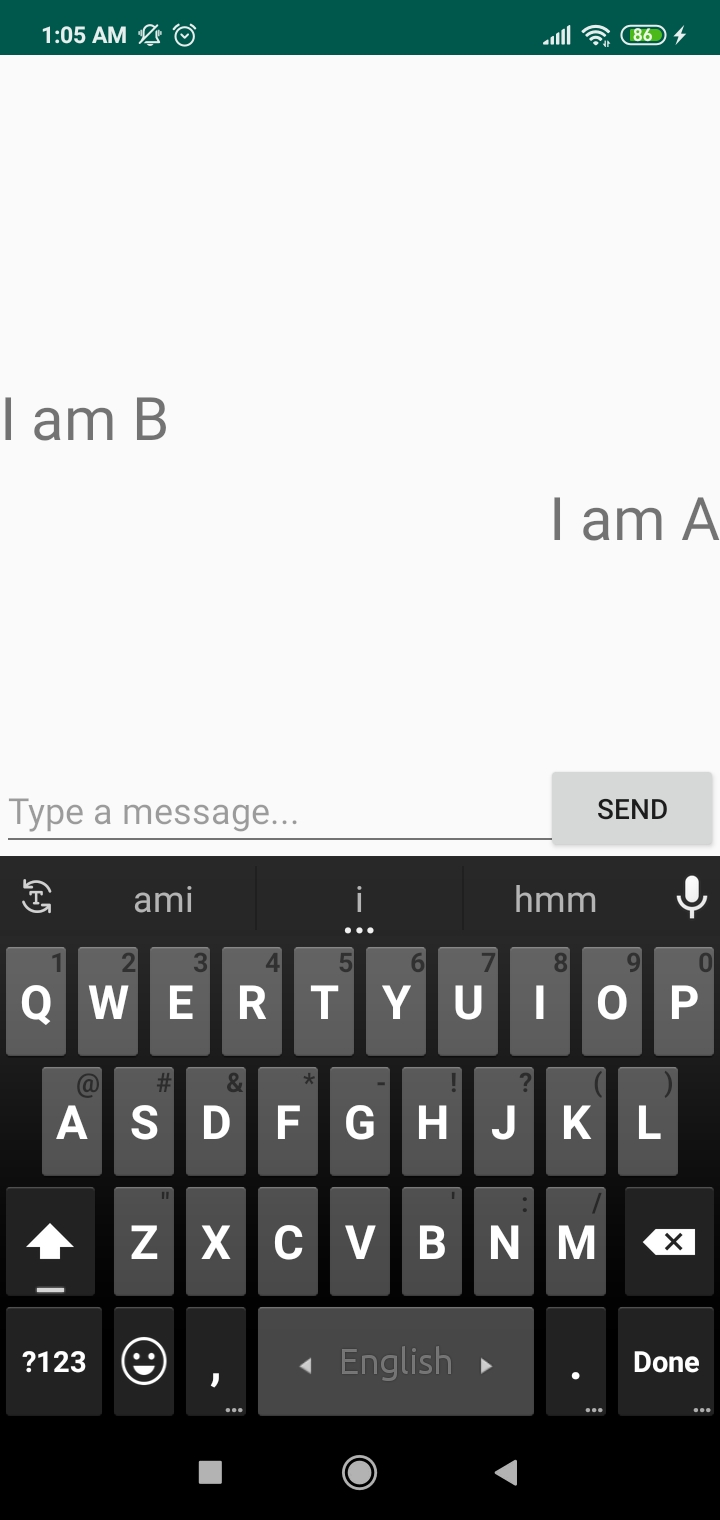 1:05 AM 86
I am B
I am A
Type a message... SEND
ami i hmm
1 2 3 4 5 6 7 8 9 0
Q W E R T Y U I O P
@ # & * - ! ? ( )
A S D F G H J K L
" ' : /
Z X C V B N M
?123 , English . Done